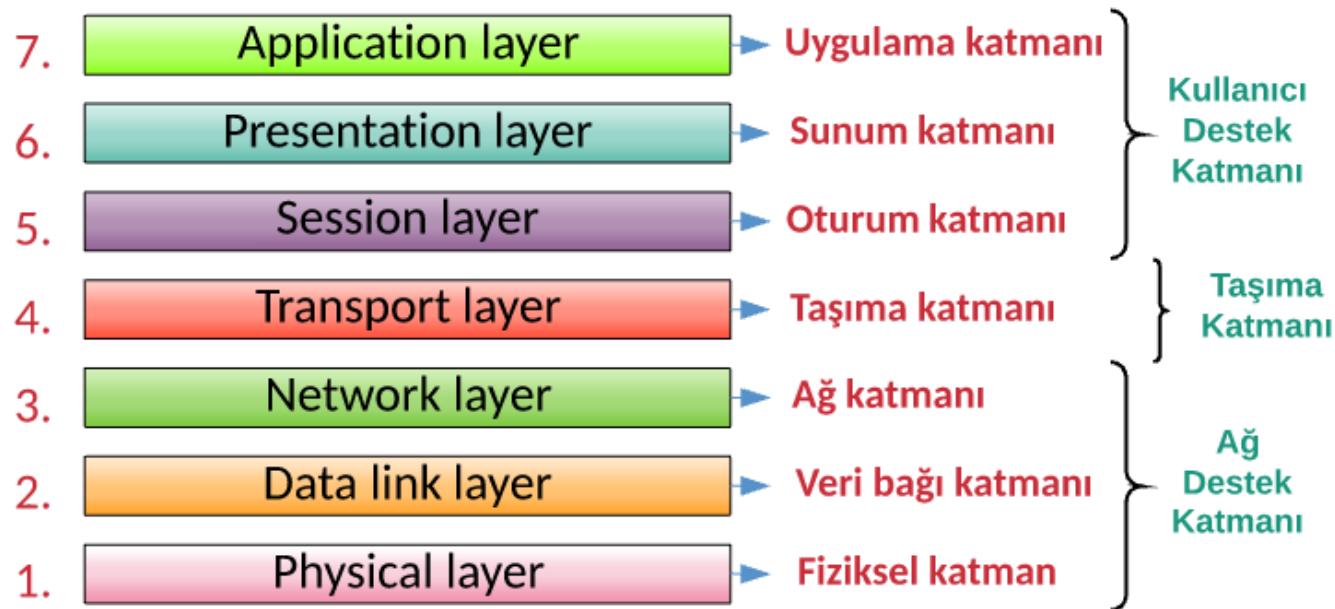 7. Application layer Uygulama katmanı
6. Presentation layer Sunum katmanı
5. Session layer Oturum katmanı
Kullanıcı
Destek
Katmanı
4. Transport layer Taşıma katmanı
Taşıma
Katmanı
3. Network layer Ağ katmanı
2. Data link layer Veri bağı katmanı
1. Physical layer Fiziksel katman
Ağ
Destek
Katmanı